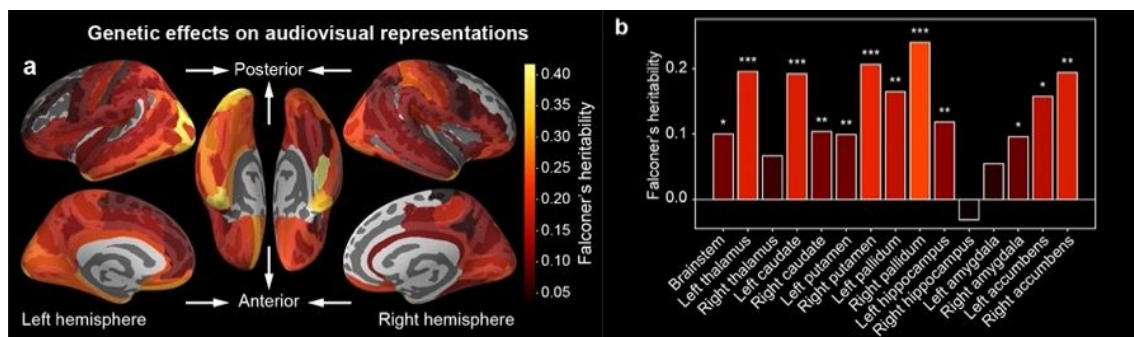 Genetic effects on audiovisual representations
a
Posterior
Anterior
Left hemisphere
Right hemisphere
0.40
0.35
0.30
0.25
0.20
0.15
0.10
0.05
Falconer's heritability
b
Falconer's heritability
0.2
0.1
0.0
*
***
***
**
**
***
**
***
**
*
*
**
Brainstem
Left thalamus
Right thalamus
Left caudate
Right caudate
Left putamen
Right putamen
Left pallidum
Right pallidum
Left hippocampus
Right hippocampus
Left amygdala
Right amygdala
Left accumbens
Right accumbens